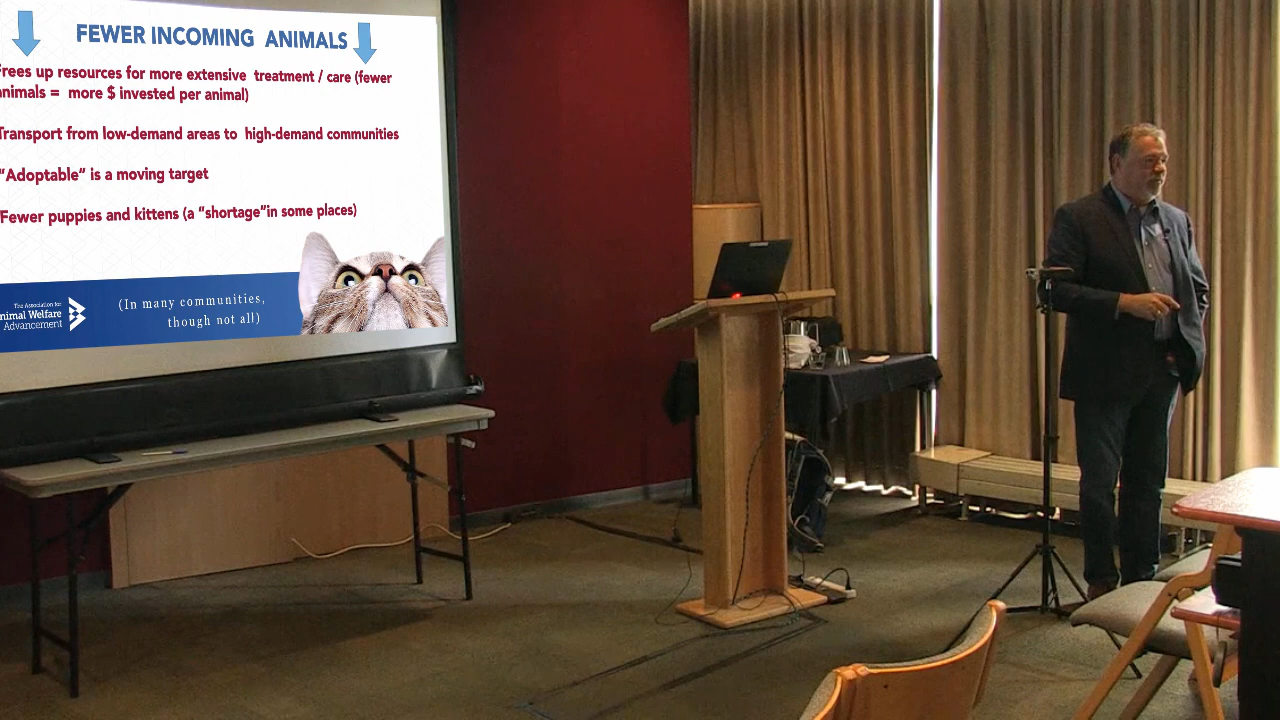 FEWER INCOMING ANIMALS
rees up resources for more extensive treatment / care (fewer
nimals = more $ invested per animal)
Transport from low-demand areas to high-demand communities
"Adoptable" is a moving target
Fewer puppies and kittens (a "shortage"in some places)
The Association for
nimal Welfare
Advancement
(In many communities,
though not all)